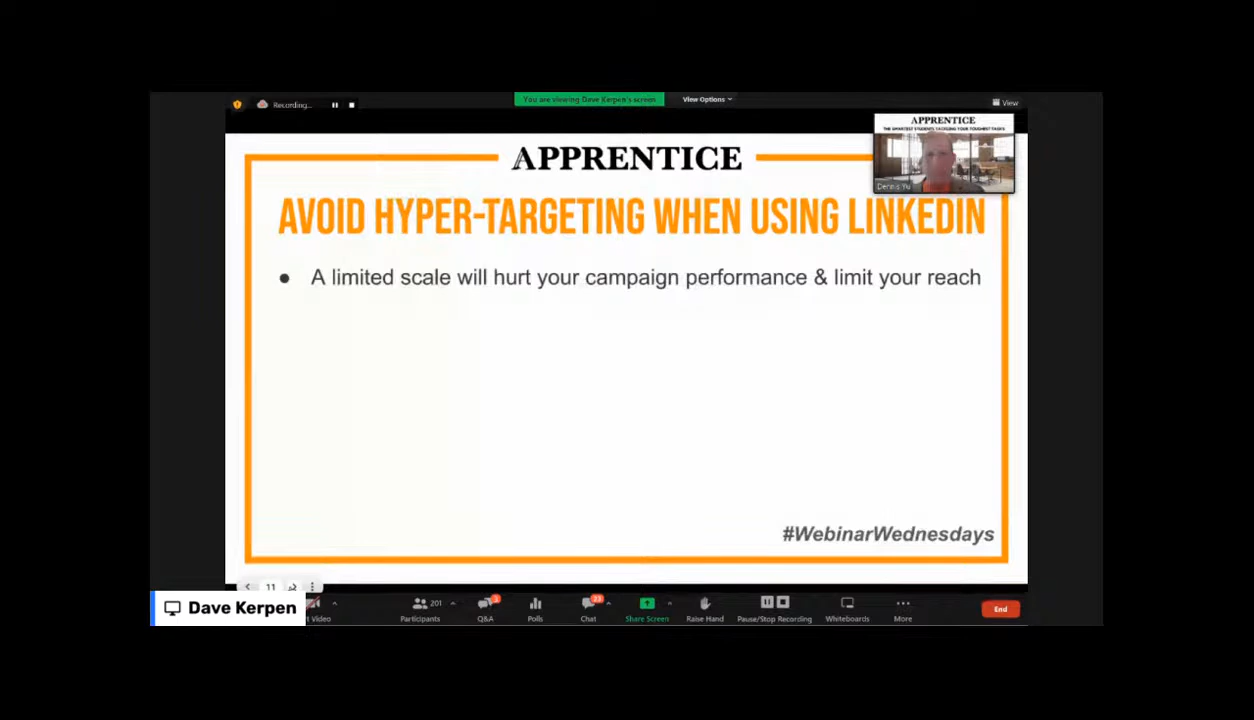 Recording...
You are viewing Dave Kerpen's screen
View Options
View
APPRENTICE
THE SMARTEST STUDENTS TACKLING YOUR TOUGHEST TASKS
Dennis Yu
APPRENTICE
AVOID HYPER-TARGETING WHEN USING LINKEDIN
● A limited scale will hurt your campaign performance & limit your reach
#WebinarWednesdays
11
Dave Kerpen
Video
201
Participants
Q&A
Polls
23
Chat
Share Screen
Raise Hand
Pause/Stop Recording
Whiteboards
More
End